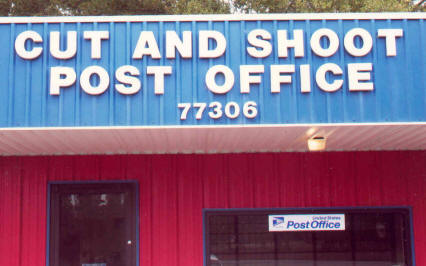 CUT AND SHOOT
POST OFFICE
77306
United States
Post Office